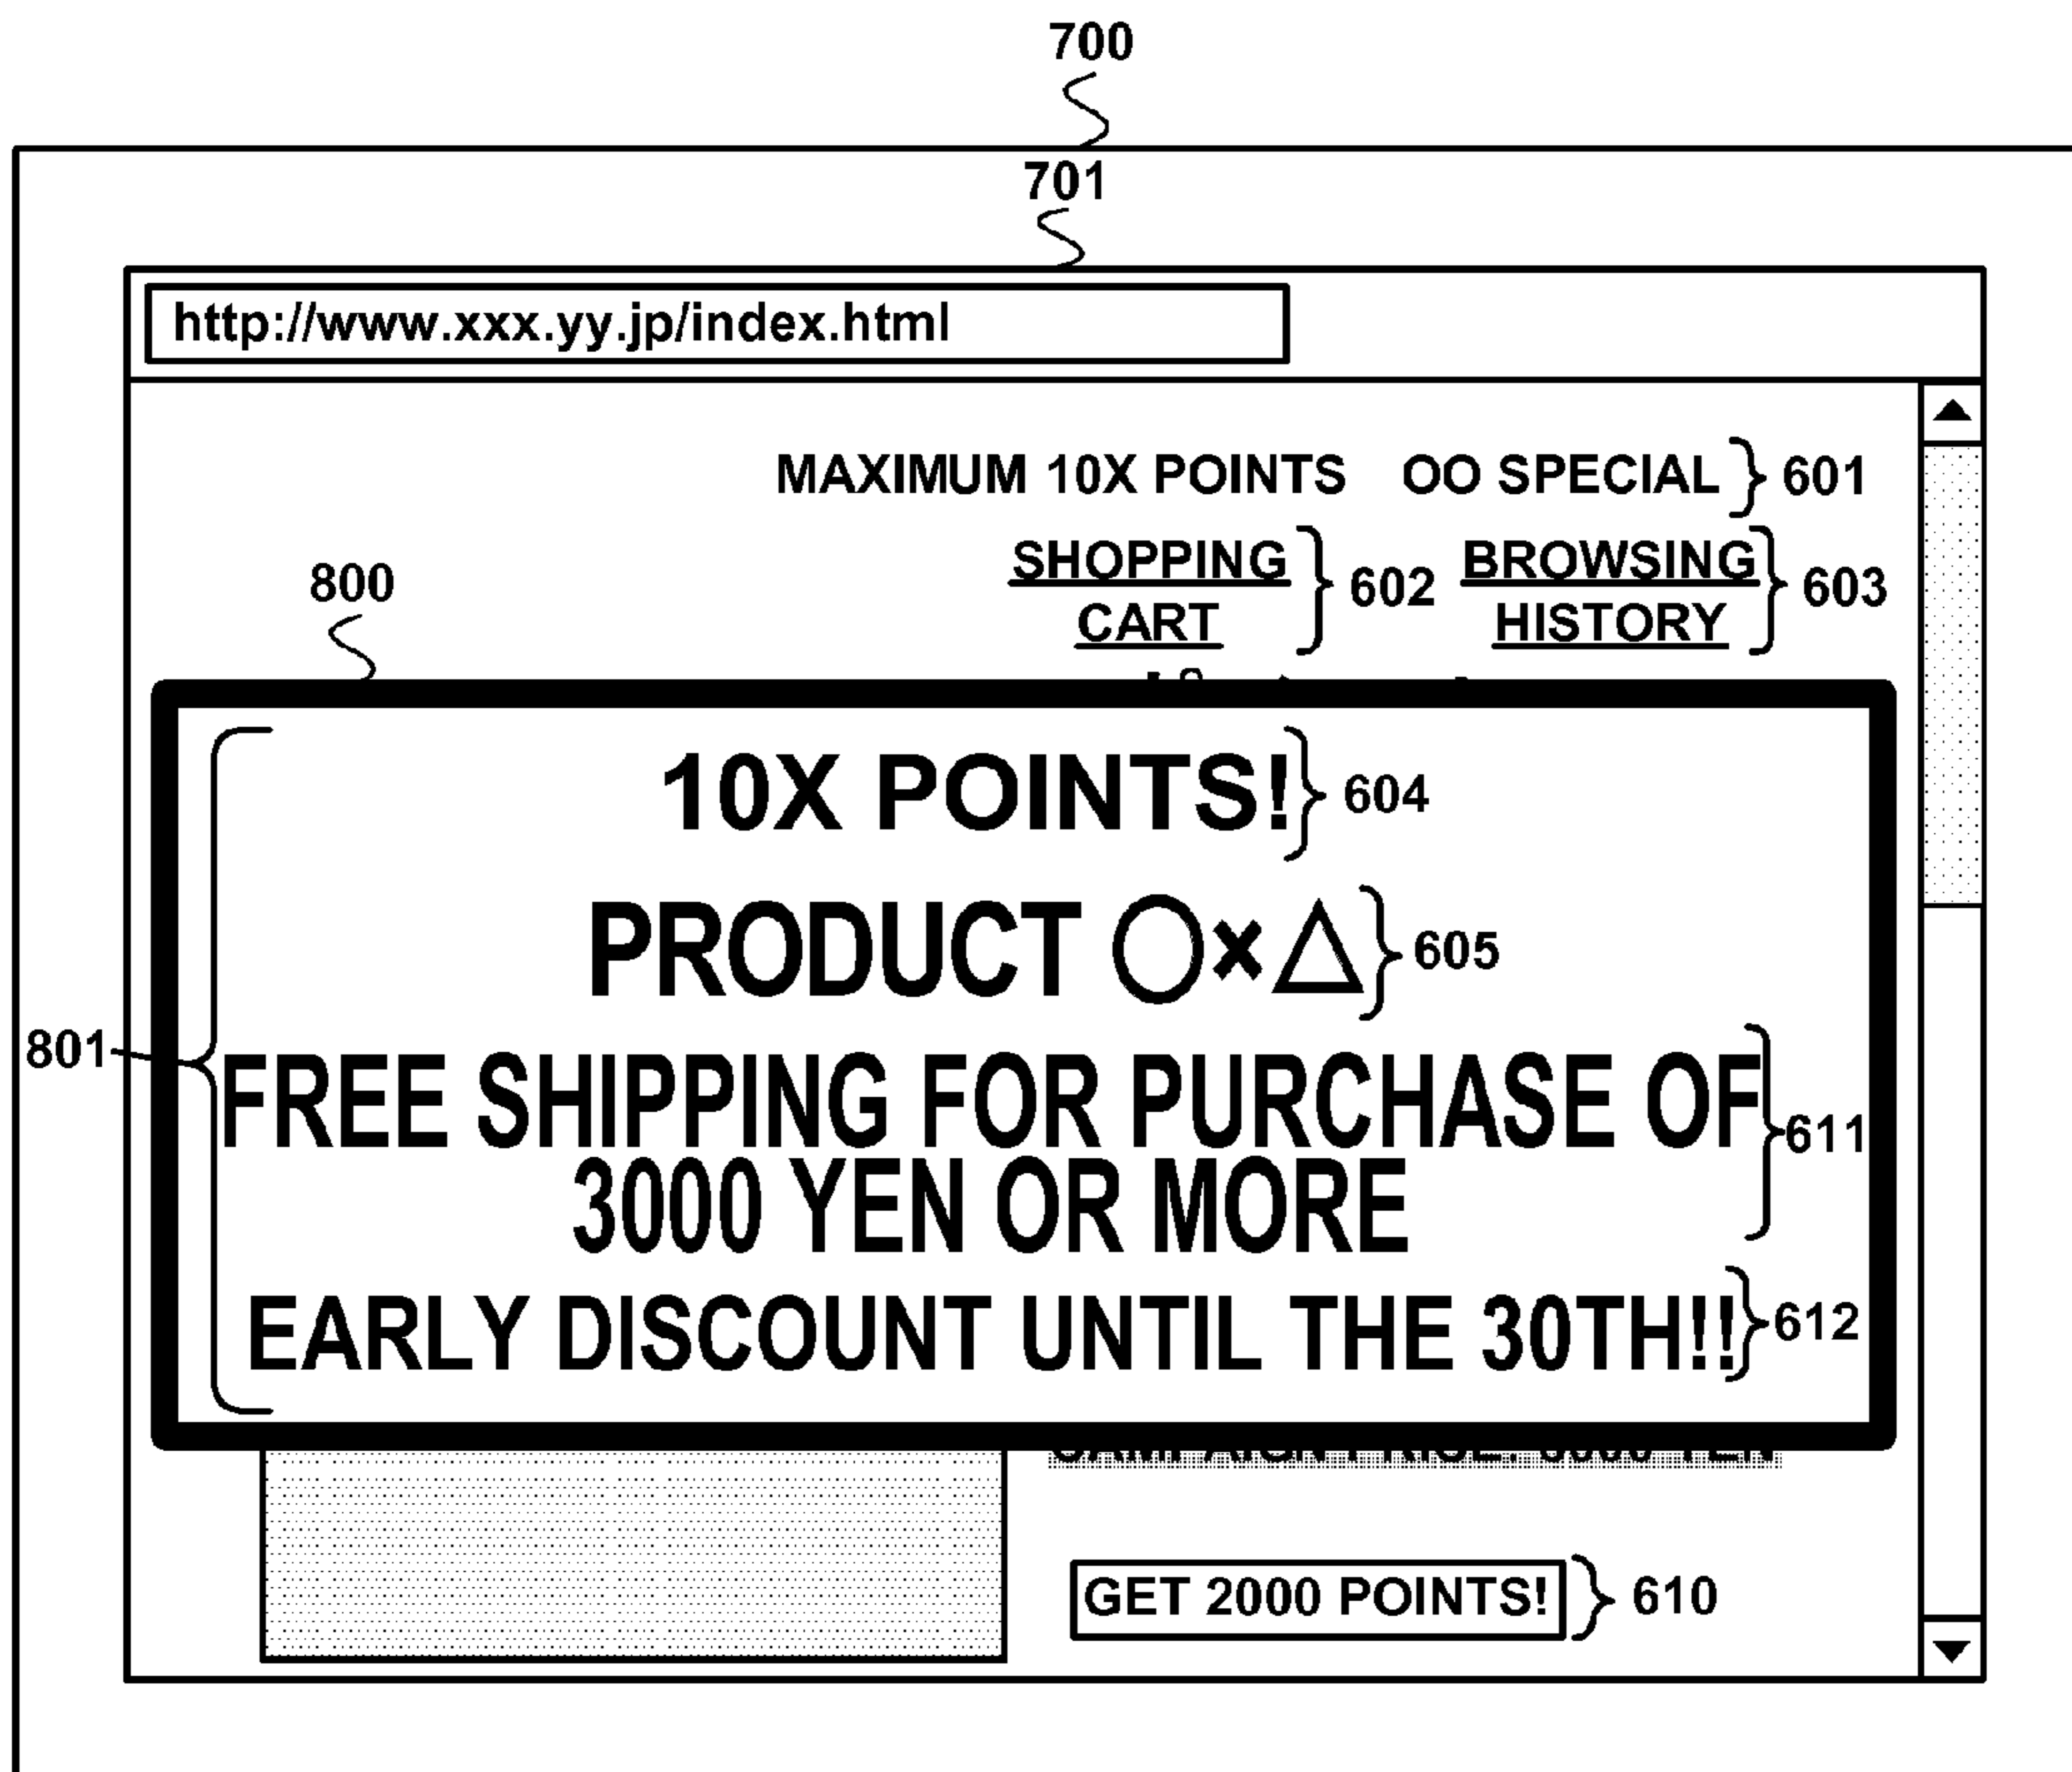 700
701
http://www.xxx.yy.jp/index.html
MAXIMUM 10X POINTS OO SPECIAL 601
SHOPPING CART 602
BROWSING HISTORY 603
800
10X POINTS! 604
PRODUCT ○×△ 605
801
FREE SHIPPING FOR PURCHASE OF
3000 YEN OR MORE
611
EARLY DISCOUNT UNTIL THE 30TH!! 612
GET 2000 POINTS! 610